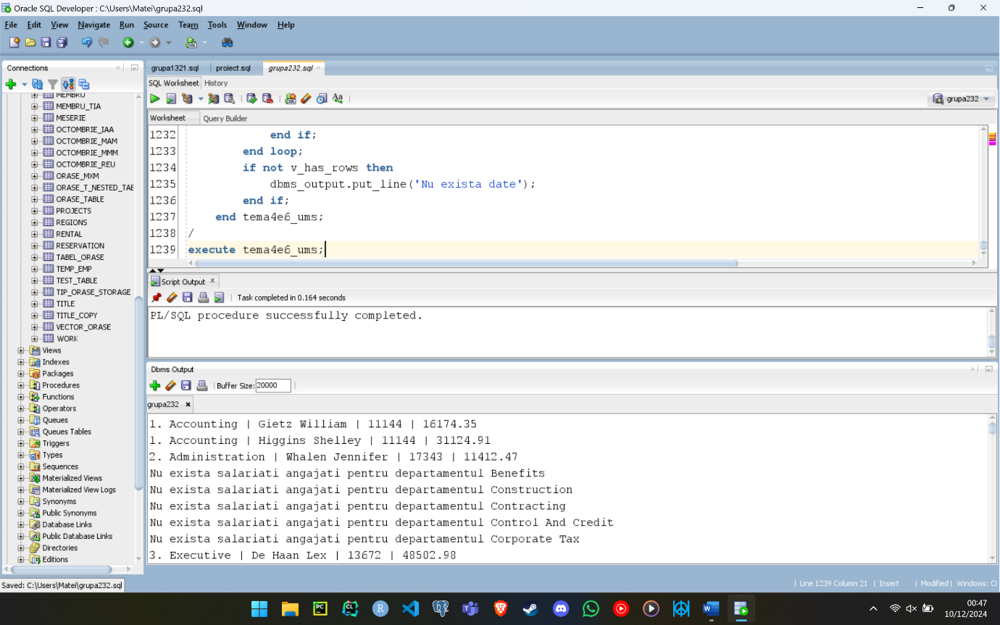 Oracle SQL Developer : C:\Users\Matei\grupa232.sql
File Edit View Navigate Run Source Team Tools Window Help
Connections
MEMBRU
MEMBRU_TIA
MESERIE
OCTOMBRIE_IAA
OCTOMBRIE_MAM
OCTOMBRIE_MMM
OCTOMBRIE_REU
ORASE_MXM
ORASE_T_NESTED_TAB
ORASE_TABLE
PROJECTS
REGIONS
RENTAL
RESERVATION
TABEL_ORASE
TEMP_EMP
TEST_TABLE
TIP_ORASE_STORAGE
TITLE
TITLE_COPY
VECTOR_ORASE
WORK
Views
Indexes
Packages
Procedures
Functions
Operators
Queues
Queues Tables
Triggers
Types
Sequences
Materialized Views
Materialized View Logs
Synonyms
Public Synonyms
Database Links
Public Database Links
Directories
Editions
grupa1321.sql proiect.sql grupa232.sql
SQL Worksheet History
grupa232
Worksheet Query Builder
1232 end if;
1233 end loop;
1234 if not v_has_rows then
1235 dbms_output.put_line('Nu exista date');
1236 end if;
1237 end tema4e6_ums;
1238 /
1239 execute tema4e6_ums;
Script Output
Task completed in 0.164 seconds
PL/SQL procedure successfully completed.
Dbms Output
Buffer Size: 20000
grupa232
1. Accounting | Gietz William | 11144 | 16174.35
1. Accounting | Higgins Shelley | 11144 | 31124.91
2. Administration | Whalen Jennifer | 17343 | 11412.47
Nu exista salariati angajati pentru departamentul Benefits
Nu exista salariati angajati pentru departamentul Construction
Nu exista salariati angajati pentru departamentul Contracting
Nu exista salariati angajati pentru departamentul Control And Credit
Nu exista salariati angajati pentru departamentul Corporate Tax
3. Executive | De Haan Lex | 13672 | 48502.98
Saved: C:\Users\Matei\grupa232.sql
| Line 1239 Column 21 | Insert | Modified | Windows: Cl
00:47
10/12/2024